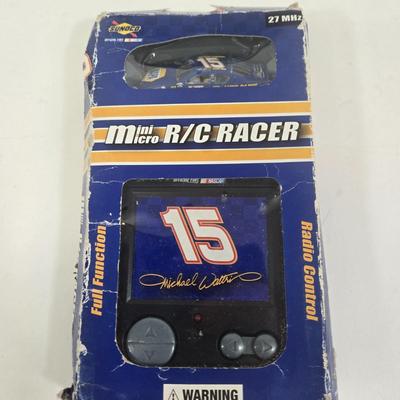 SUNOCO
27 MHz
15
mini
micro
R/C RACER
NASCAR
15
Michael Waltrip
Full Function
Radio Control
WARNING